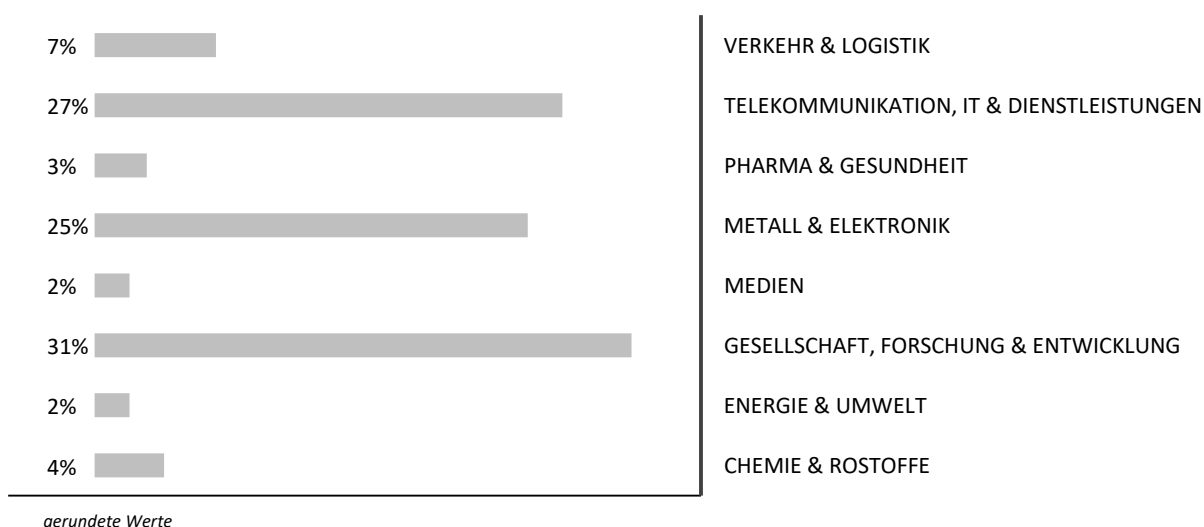 7% VERKEHR & LOGISTIK
27% TELEKOMMUNIKATION, IT & DIENSTLEISTUNGEN
3% PHARMA & GESUNDHEIT
25% METALL & ELEKTRONIK
2% MEDIEN
31% GESELLSCHAFT, FORSCHUNG & ENTWICKLUNG
2% ENERGIE & UMWELT
4% CHEMIE & ROSTOFFE
gerundete Werte